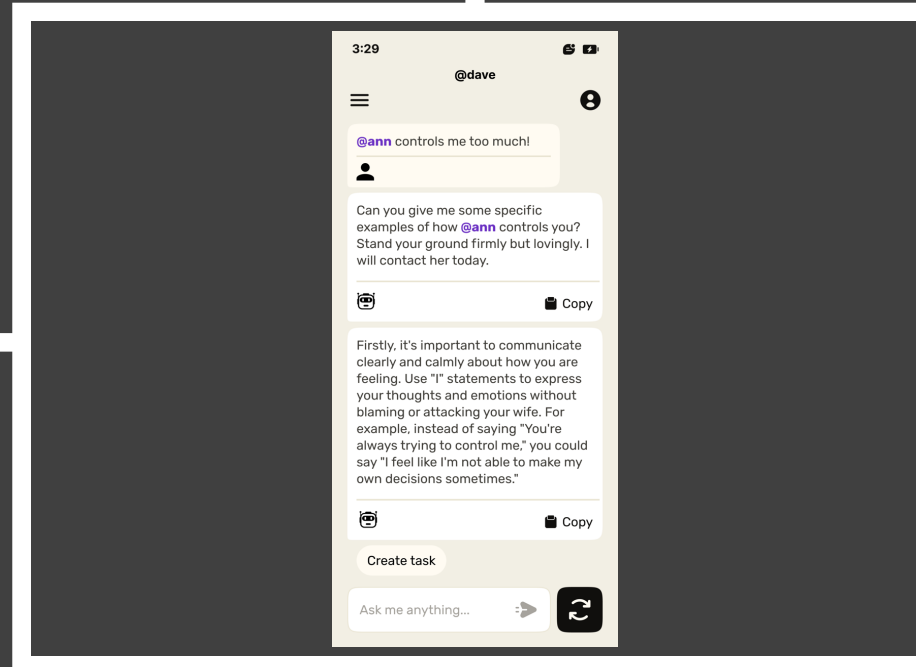 3:29
@dave
@ann controls me too much!
Can you give me some specific
examples of how @ann controls you?
Stand your ground firmly but lovingly. I
will contact her today.
Copy
Firstly, it's important to communicate
clearly and calmly about how you are
feeling. Use "I" statements to express
your thoughts and emotions without
blaming or attacking your wife. For
example, instead of saying "You're
always trying to control me," you could
say "I feel like I'm not able to make my
own decisions sometimes."
Copy
Create task
Ask me anything...